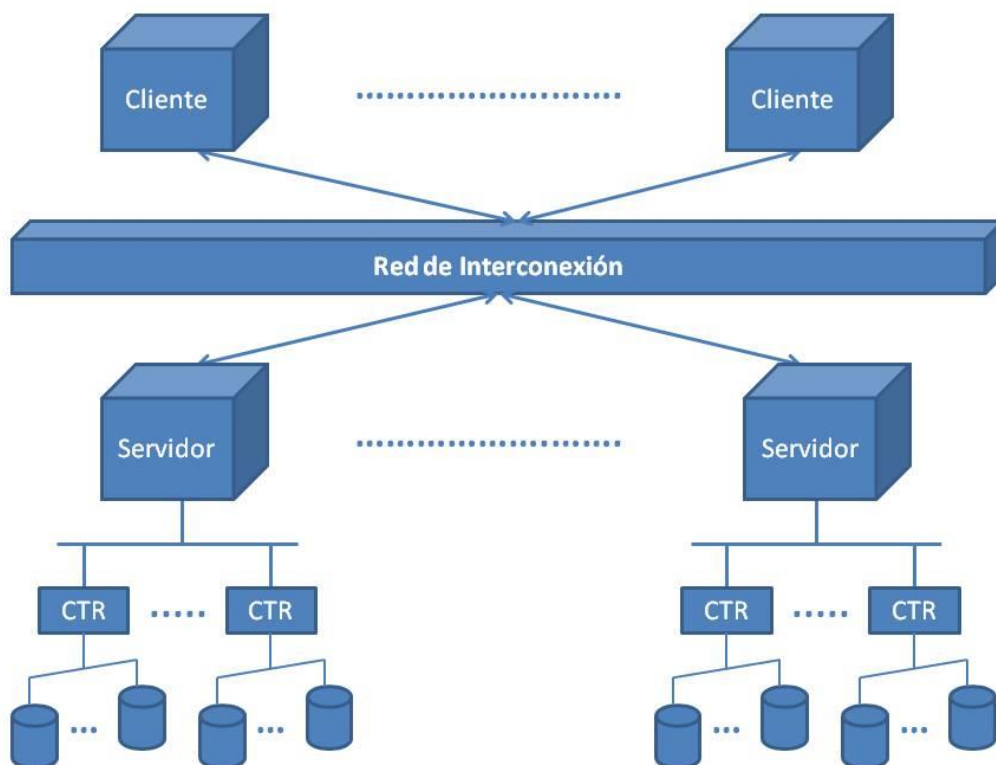 Cliente
Cliente
Red de Interconexión
Servidor
Servidor
CTR
CTR
CTR
CTR